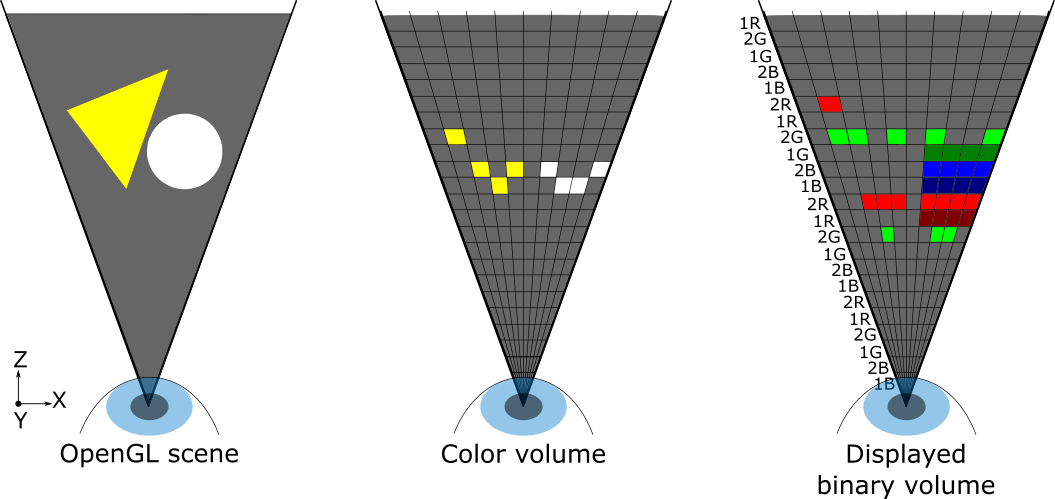 1R
2G
1G
2B
1B
2R
1R
2G
1G
2B
1B
2R
1R
2G
1G
2B
1B
2R
1R
2G
1G
2B
1B
Z
X
Y
OpenGL scene
Color volume
Displayed
binary volume